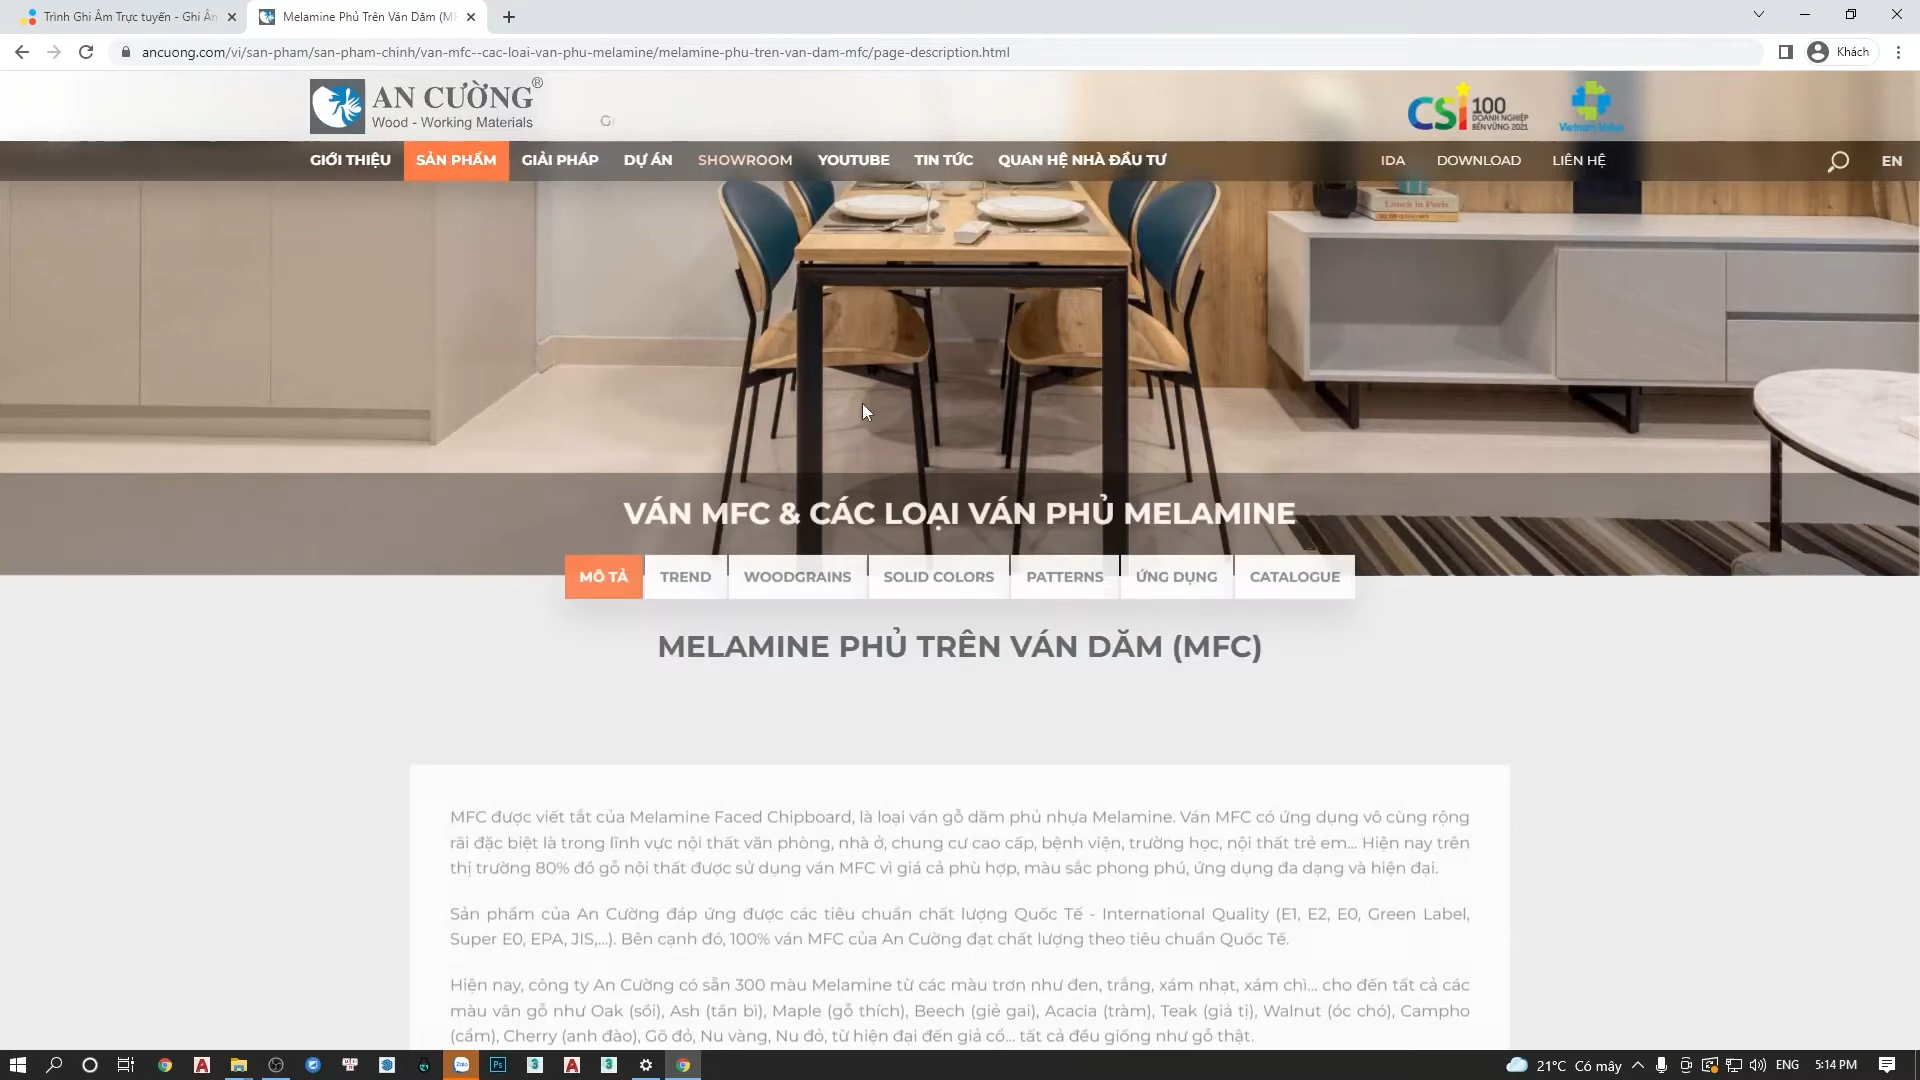 Trình Ghi Âm Trực tuyến - Ghi Âm
Melamine Phủ Trên Ván Dăm (MF
ancuong.com/vi/san-pham/san-pham-chinh/van-mfc--cac-loai-van-phu-melamine/melamine-phu-tren-van-dam-mfc/page-description.html
Khách
AN CƯỜNG®
Wood - Working Materials
CSI 100
DOANH NGHIỆP
BỀN VỮNG 2021
Vietnam Value
GIỚI THIỆU SẢN PHẨM GIẢI PHÁP DỰ ÁN SHOWROOM YOUTUBE TIN TỨC QUAN HỆ NHÀ ĐẦU TƯ IDA DOWNLOAD LIÊN HỆ EN
Lunch in Paris
VÁN MFC & CÁC LOẠI VÁN PHỦ MELAMINE
MÔ TẢ TREND WOODGRAINS SOLID COLORS PATTERNS ỨNG DỤNG CATALOGUE
MELAMINE PHỦ TRÊN VÁN DĂM (MFC)
MFC được viết tắt của Melamine Faced Chipboard, là loại ván gỗ dăm phủ nhựa Melamine. Ván MFC có ứng dụng vô cùng rộng
rãi đặc biệt là trong lĩnh vực nội thất văn phòng, nhà ở, chung cư cao cấp, bệnh viện, trường học, nội thất trẻ em... Hiện nay trên
thị trường 80% đồ gỗ nội thất được sử dụng ván MFC vì giá cả phù hợp, màu sắc phong phú, ứng dụng đa dạng và hiện đại.
Sản phẩm của An Cường đáp ứng được các tiêu chuẩn chất lượng Quốc Tế - International Quality (E1, E2, E0, Green Label,
Super E0, EPA, JIS,...). Bên cạnh đó, 100% ván MFC của An Cường đạt chất lượng theo tiêu chuẩn Quốc Tế.
Hiện nay, công ty An Cường có sẵn 300 màu Melamine từ các màu trơn như đen, trắng, xám nhạt, xám chì... cho đến tất cả các
màu vân gỗ như Oak (sồi), Ash (tần bì), Maple (gỗ thích), Beech (giẻ gai), Acacia (tràm), Teak (giả tị), Walnut (óc chó), Campho
(cẩm), Cherry (anh đào), Gõ đỏ, Nu vàng, Nu đỏ, từ hiện đại đến giả cổ... tất cả đều giống như gỗ thật.
Zalo Ps 21°C Có mây ENG 5:14 PM